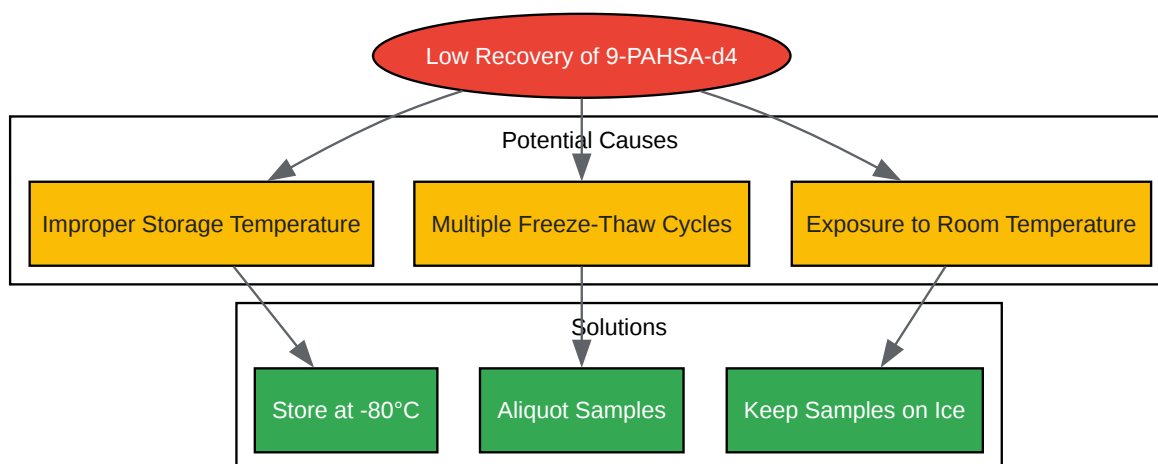 Low Recovery of 9-PAHSA-d4
Potential Causes
Improper Storage Temperature
Multiple Freeze-Thaw Cycles
Exposure to Room Temperature
Solutions
Store at -80°C
Aliquot Samples
Keep Samples on Ice